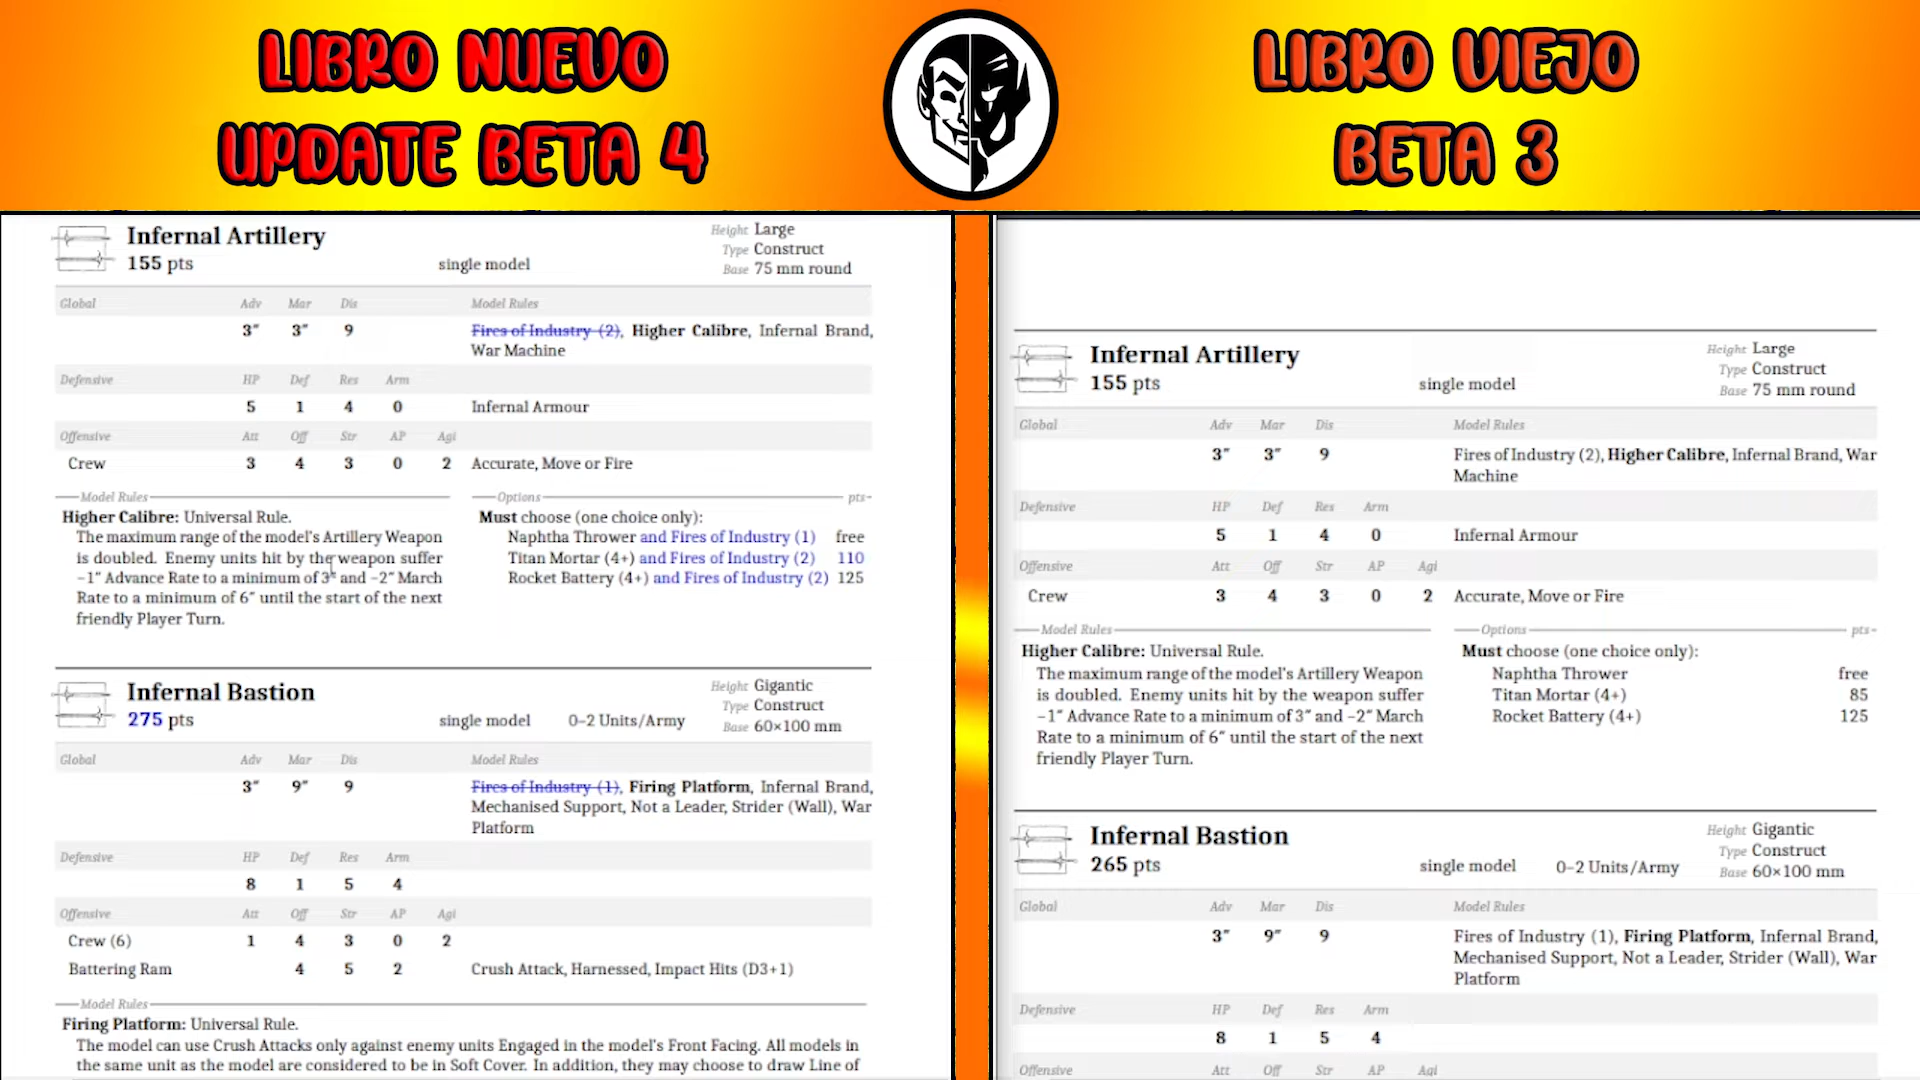 LIBRO NUEVO
UPDATE BETA 4
LIBRO VIEJO
BETA 3
Infernal Artillery
155 pts
single model
Height Large
Type Construct
Base 75 mm round
Global Adv Mar Dis Model Rules
3″ 3″ 9 Fires of Industry (2), Higher Calibre, Infernal Brand,
War Machine
Defensive HP Def Res Arm
5 1 4 0 Infernal Armour
Offensive Att Off Str AP Agi
Crew 3 4 3 0 2 Accurate, Move or Fire
Model Rules
Higher Calibre: Universal Rule.
The maximum range of the model's Artillery Weapon
is doubled. Enemy units hit by the weapon suffer
−1″ Advance Rate to a minimum of 3″ and −2″ March
Rate to a minimum of 6″ until the start of the next
friendly Player Turn.
Options pts
Must choose (one choice only):
Naphtha Thrower and Fires of Industry (1) free
Titan Mortar (4+) and Fires of Industry (2) 110
Rocket Battery (4+) and Fires of Industry (2) 125
Infernal Bastion
275 pts
single model 0–2 Units/Army
Height Gigantic
Type Construct
Base 60×100 mm
Global Adv Mar Dis Model Rules
3″ 9″ 9 Fires of Industry (1), Firing Platform, Infernal Brand,
Mechanised Support, Not a Leader, Strider (Wall), War
Platform
Defensive HP Def Res Arm
8 1 5 4
Offensive Att Off Str AP Agi
Crew (6) 1 4 3 0 2
Battering Ram 4 5 2 Crush Attack, Harnessed, Impact Hits (D3+1)
Model Rules
Firing Platform: Universal Rule.
The model can use Crush Attacks only against enemy units Engaged in the model's Front Facing. All models in
the same unit as the model are considered to be in Soft Cover. In addition, they may choose to draw Line of
Infernal Artillery
155 pts
single model
Height Large
Type Construct
Base 75 mm round
Global Adv Mar Dis Model Rules
3″ 3″ 9 Fires of Industry (2), Higher Calibre, Infernal Brand, War
Machine
Defensive HP Def Res Arm
5 1 4 0 Infernal Armour
Offensive Att Off Str AP Agi
Crew 3 4 3 0 2 Accurate, Move or Fire
Model Rules
Higher Calibre: Universal Rule.
The maximum range of the model's Artillery Weapon
is doubled. Enemy units hit by the weapon suffer
−1″ Advance Rate to a minimum of 3″ and −2″ March
Rate to a minimum of 6″ until the start of the next
friendly Player Turn.
Options pts
Must choose (one choice only):
Naphtha Thrower free
Titan Mortar (4+) 85
Rocket Battery (4+) 125
Infernal Bastion
265 pts
single model 0–2 Units/Army
Height Gigantic
Type Construct
Base 60×100 mm
Global Adv Mar Dis Model Rules
3″ 9″ 9 Fires of Industry (1), Firing Platform, Infernal Brand,
Mechanised Support, Not a Leader, Strider (Wall), War
Platform
Defensive HP Def Res Arm
8 1 5 4
Offensive Att Off Str AP Agi